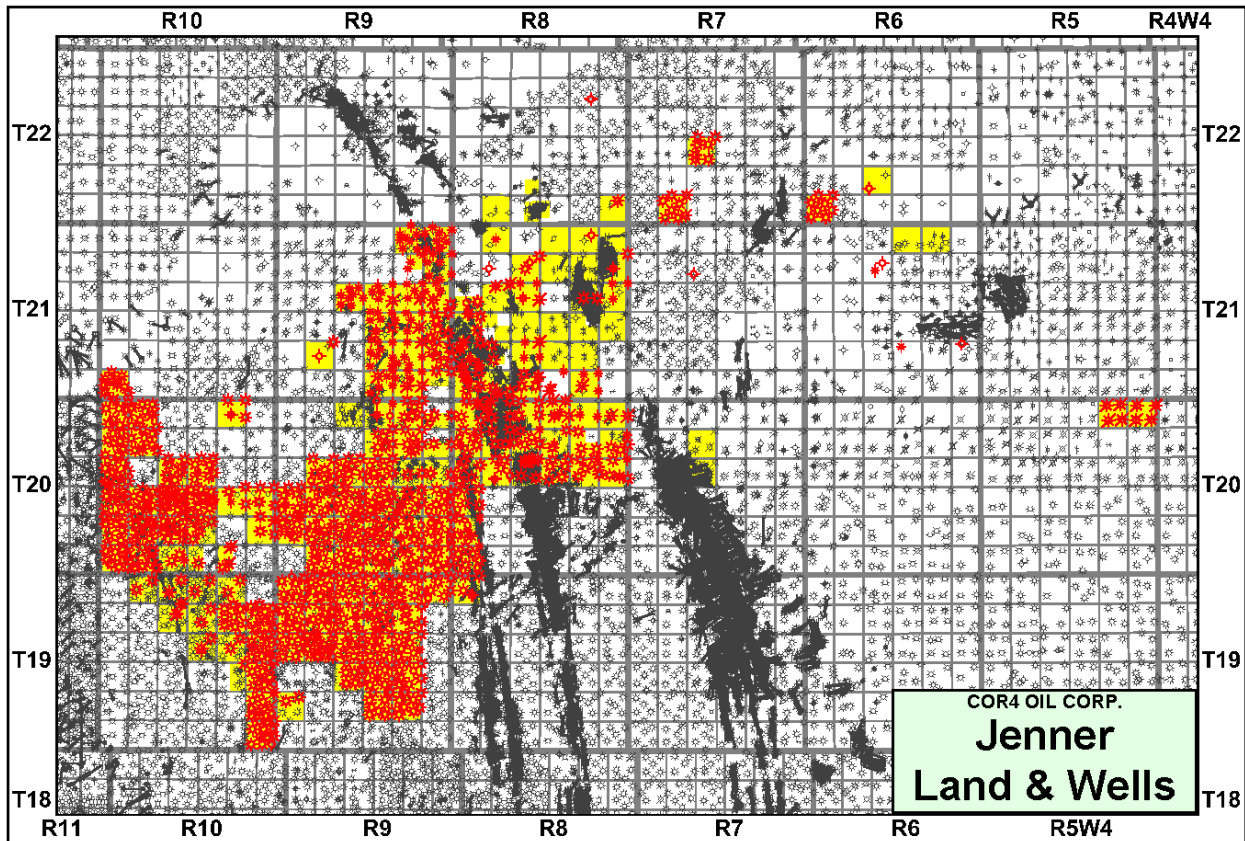 R10 R9 R8 R7 R6 R5 R4W4
T22 T22
T21 T21
T20 T20
T19 T19
COR4 OIL CORP.
Jenner
Land & Wells
T18 T18
R11 R10 R9 R8 R7 R6 R5W4